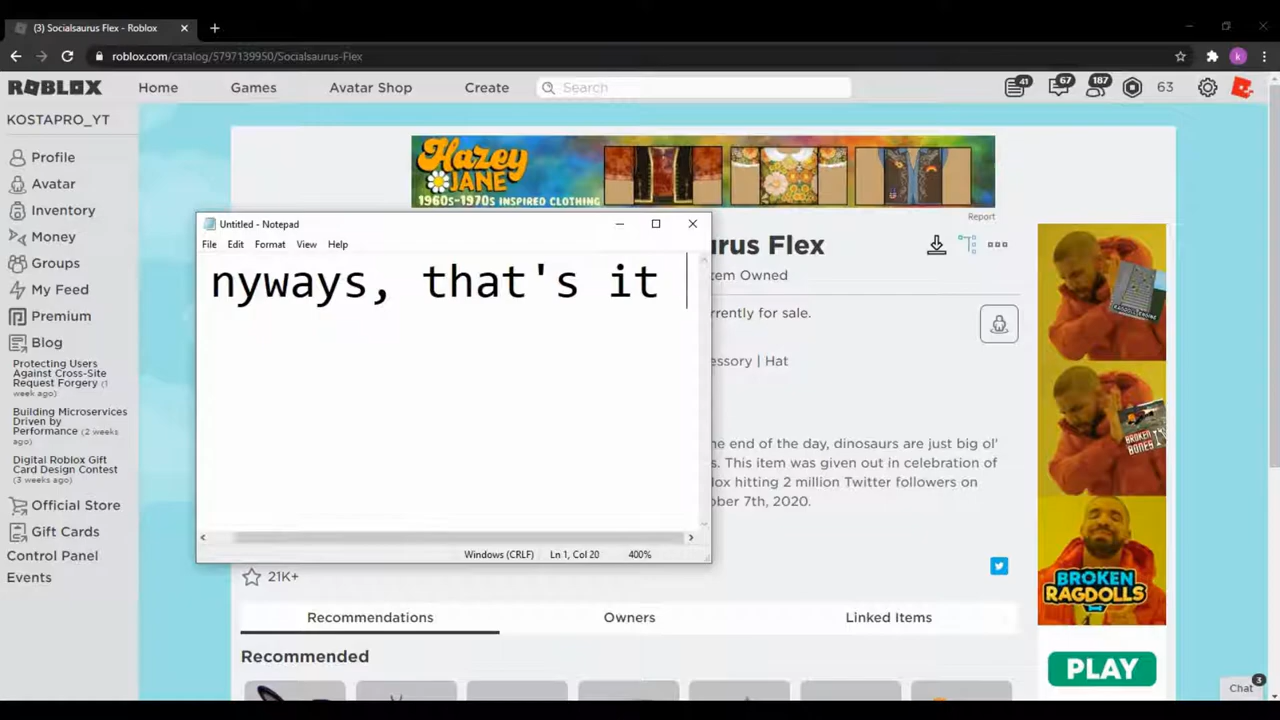 (3) Socialsaurus Flex - Roblox
roblox.com/catalog/5797139950/Socialsaurus-Flex
k
ROBLOX
Home
Games
Avatar Shop
Create
Search
41
67
187
63
KOSTAPRO_YT
Profile
Avatar
Inventory
Money
Groups
My Feed
Premium
Blog
Protecting Users
Against Cross-Site
Request Forgery (1
week ago)
Building Microservices
Driven by
Performance (2 weeks
ago)
Digital Roblox Gift
Card Design Contest
(3 weeks ago)
Official Store
Gift Cards
Control Panel
Events
Hazey
JANE
1960s-1970s INSPIRED CLOTHING
Report
Untitled - Notepad
File Edit Format View Help
nyways, that's it
Windows (CRLF) Ln 1, Col 20 400%
urus Flex
em Owned
rrently for sale.
essory | Hat
he end of the day, dinosaurs are just big ol'
s. This item was given out in celebration of
lox hitting 2 million Twitter followers on
ober 7th, 2020.
21K+
Recommendations
Owners
Linked Items
Recommended
BROKEN
BONES
BROKEN
RAGDOLLS
PLAY
Chat
3